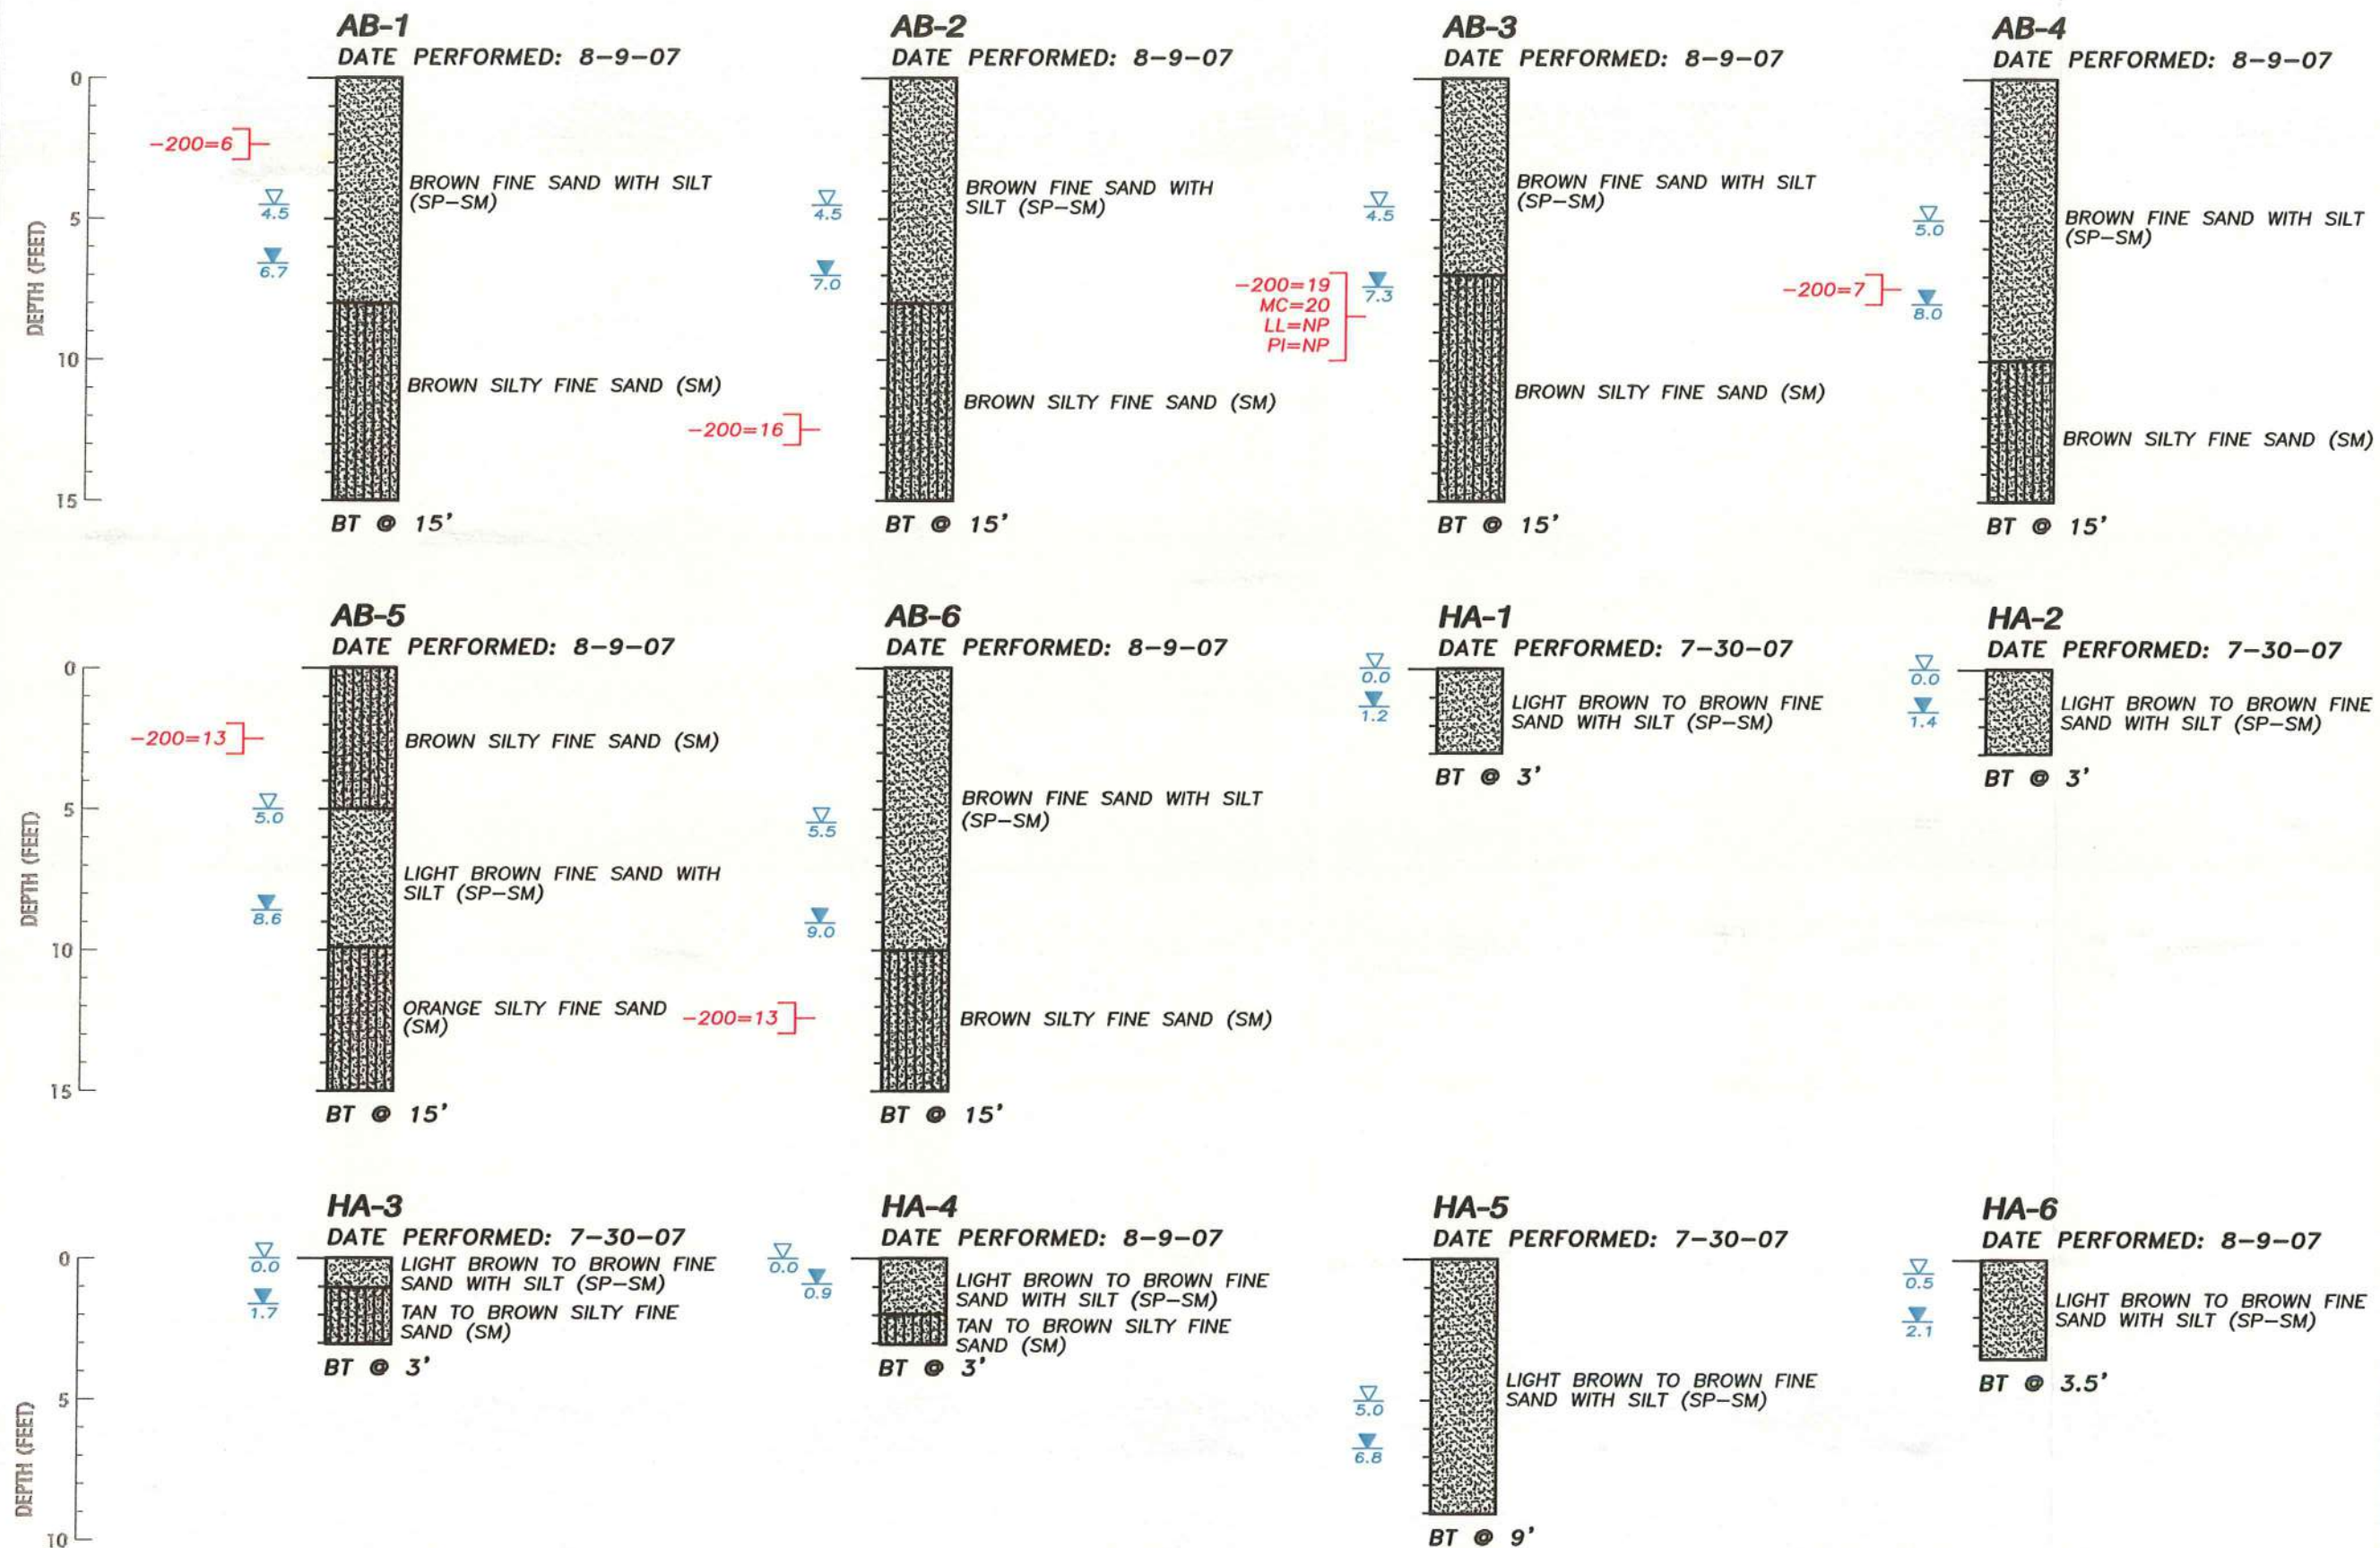 AB-1
DATE PERFORMED: 8-9-07
0
5
10
15
DEPTH (FEET)
-200=6
4.5
6.7
BROWN FINE SAND WITH SILT
(SP-SM)
BROWN SILTY FINE SAND (SM)
BT @ 15'
AB-2
DATE PERFORMED: 8-9-07
4.5
7.0
-200=16
BROWN FINE SAND WITH
SILT (SP-SM)
BROWN SILTY FINE SAND (SM)
BT @ 15'
AB-3
DATE PERFORMED: 8-9-07
4.5
7.3
-200=19
MC=20
LL=NP
PI=NP
BROWN FINE SAND WITH SILT
(SP-SM)
BROWN SILTY FINE SAND (SM)
BT @ 15'
AB-4
DATE PERFORMED: 8-9-07
5.0
-200=7
8.0
BROWN FINE SAND WITH SILT
(SP-SM)
BROWN SILTY FINE SAND (SM)
BT @ 15'
AB-5
DATE PERFORMED: 8-9-07
0
5
10
15
DEPTH (FEET)
-200=13
5.0
8.6
BROWN SILTY FINE SAND (SM)
LIGHT BROWN FINE SAND WITH
SILT (SP-SM)
ORANGE SILTY FINE SAND
(SM)
BT @ 15'
AB-6
DATE PERFORMED: 8-9-07
5.5
9.0
-200=13
BROWN FINE SAND WITH SILT
(SP-SM)
BROWN SILTY FINE SAND (SM)
BT @ 15'
HA-1
DATE PERFORMED: 7-30-07
0.0
1.2
LIGHT BROWN TO BROWN FINE
SAND WITH SILT (SP-SM)
BT @ 3'
HA-2
DATE PERFORMED: 7-30-07
0.0
1.4
LIGHT BROWN TO BROWN FINE
SAND WITH SILT (SP-SM)
BT @ 3'
HA-3
DATE PERFORMED: 7-30-07
0
5
10
DEPTH (FEET)
0.0
1.7
LIGHT BROWN TO BROWN FINE
SAND WITH SILT (SP-SM)
TAN TO BROWN SILTY FINE
SAND (SM)
BT @ 3'
HA-4
DATE PERFORMED: 8-9-07
0.0
0.9
LIGHT BROWN TO BROWN FINE
SAND WITH SILT (SP-SM)
TAN TO BROWN SILTY FINE
SAND (SM)
BT @ 3'
HA-5
DATE PERFORMED: 7-30-07
5.0
6.8
LIGHT BROWN TO BROWN FINE
SAND WITH SILT (SP-SM)
BT @ 9'
HA-6
DATE PERFORMED: 8-9-07
0.5
2.1
LIGHT BROWN TO BROWN FINE
SAND WITH SILT (SP-SM)
BT @ 3.5'